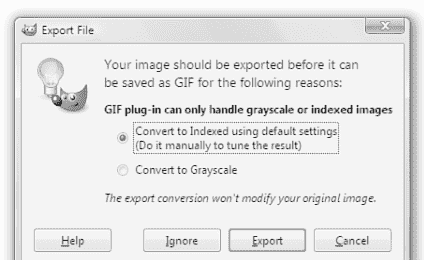 Export File
Your image should be exported before it can
be saved as GIF for the following reasons:
GIF plug-in can only handle grayscale or indexed images
Convert to Indexed using default settings
(Do it manually to tune the result)
Convert to Grayscale
The export conversion won't modify your original image.
Help Ignore Export Cancel